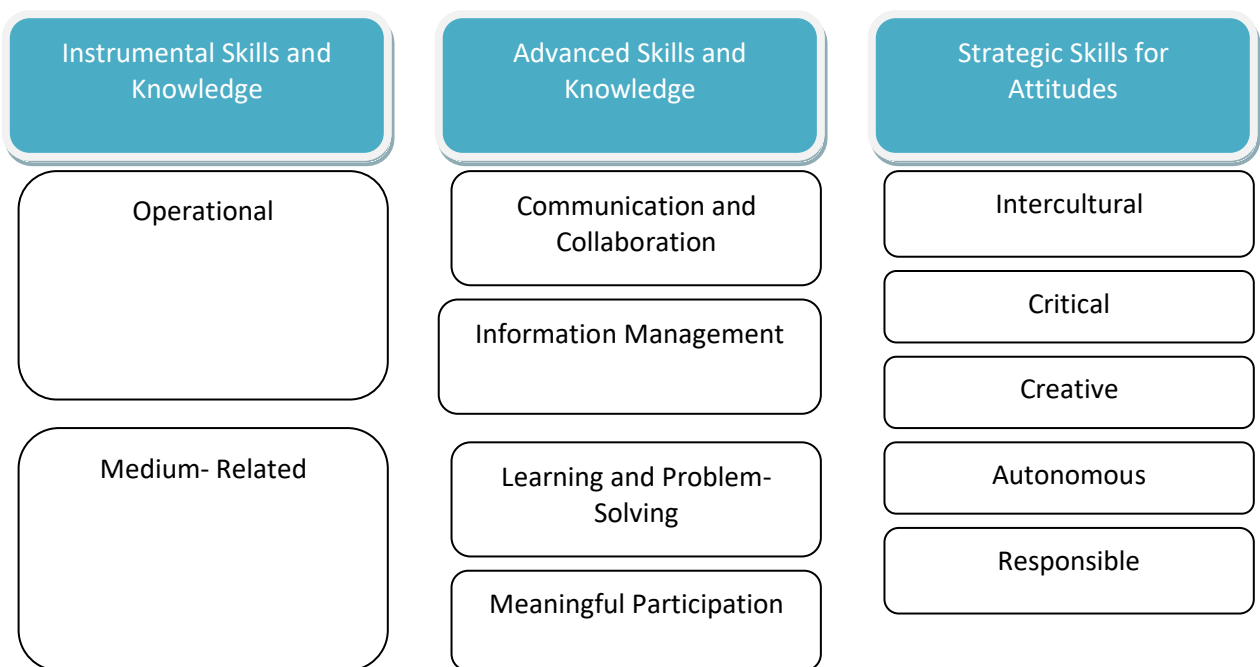 Instrumental Skills and
Knowledge
Operational
Medium- Related
Advanced Skills and
Knowledge
Communication and
Collaboration
Information Management
Learning and Problem-
Solving
Meaningful Participation
Strategic Skills for
Attitudes
Intercultural
Critical
Creative
Autonomous
Responsible